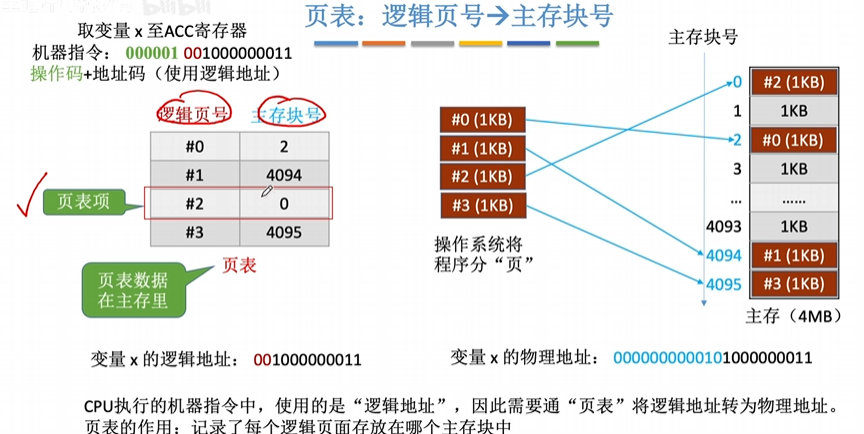 页表：逻辑页号→主存块号
取变量 x 至ACC寄存器
机器指令： 000001 001000000011
操作码+地址码（使用逻辑地址）
逻辑页号 主存块号
#0 2
#1 4094
#2 0
#3 4095
页表项
页表
页表数据
在主存里
#0 (1KB)
#1 (1KB)
#2 (1KB)
#3 (1KB)
操作系统将
程序分“页”
主存块号
0 #2 (1KB)
1 1KB
2 #0 (1KB)
3 1KB
... ......
4093 1KB
4094 #1 (1KB)
4095 #3 (1KB)
主存（4MB）
变量 x 的逻辑地址： 001000000011
变量 x 的物理地址： 0000000000101000000011
CPU执行的机器指令中，使用的是“逻辑地址”，因此需要通“页表”将逻辑地址转为物理地址。
页表的作用：记录了每个逻辑页面存放在哪个主存块中